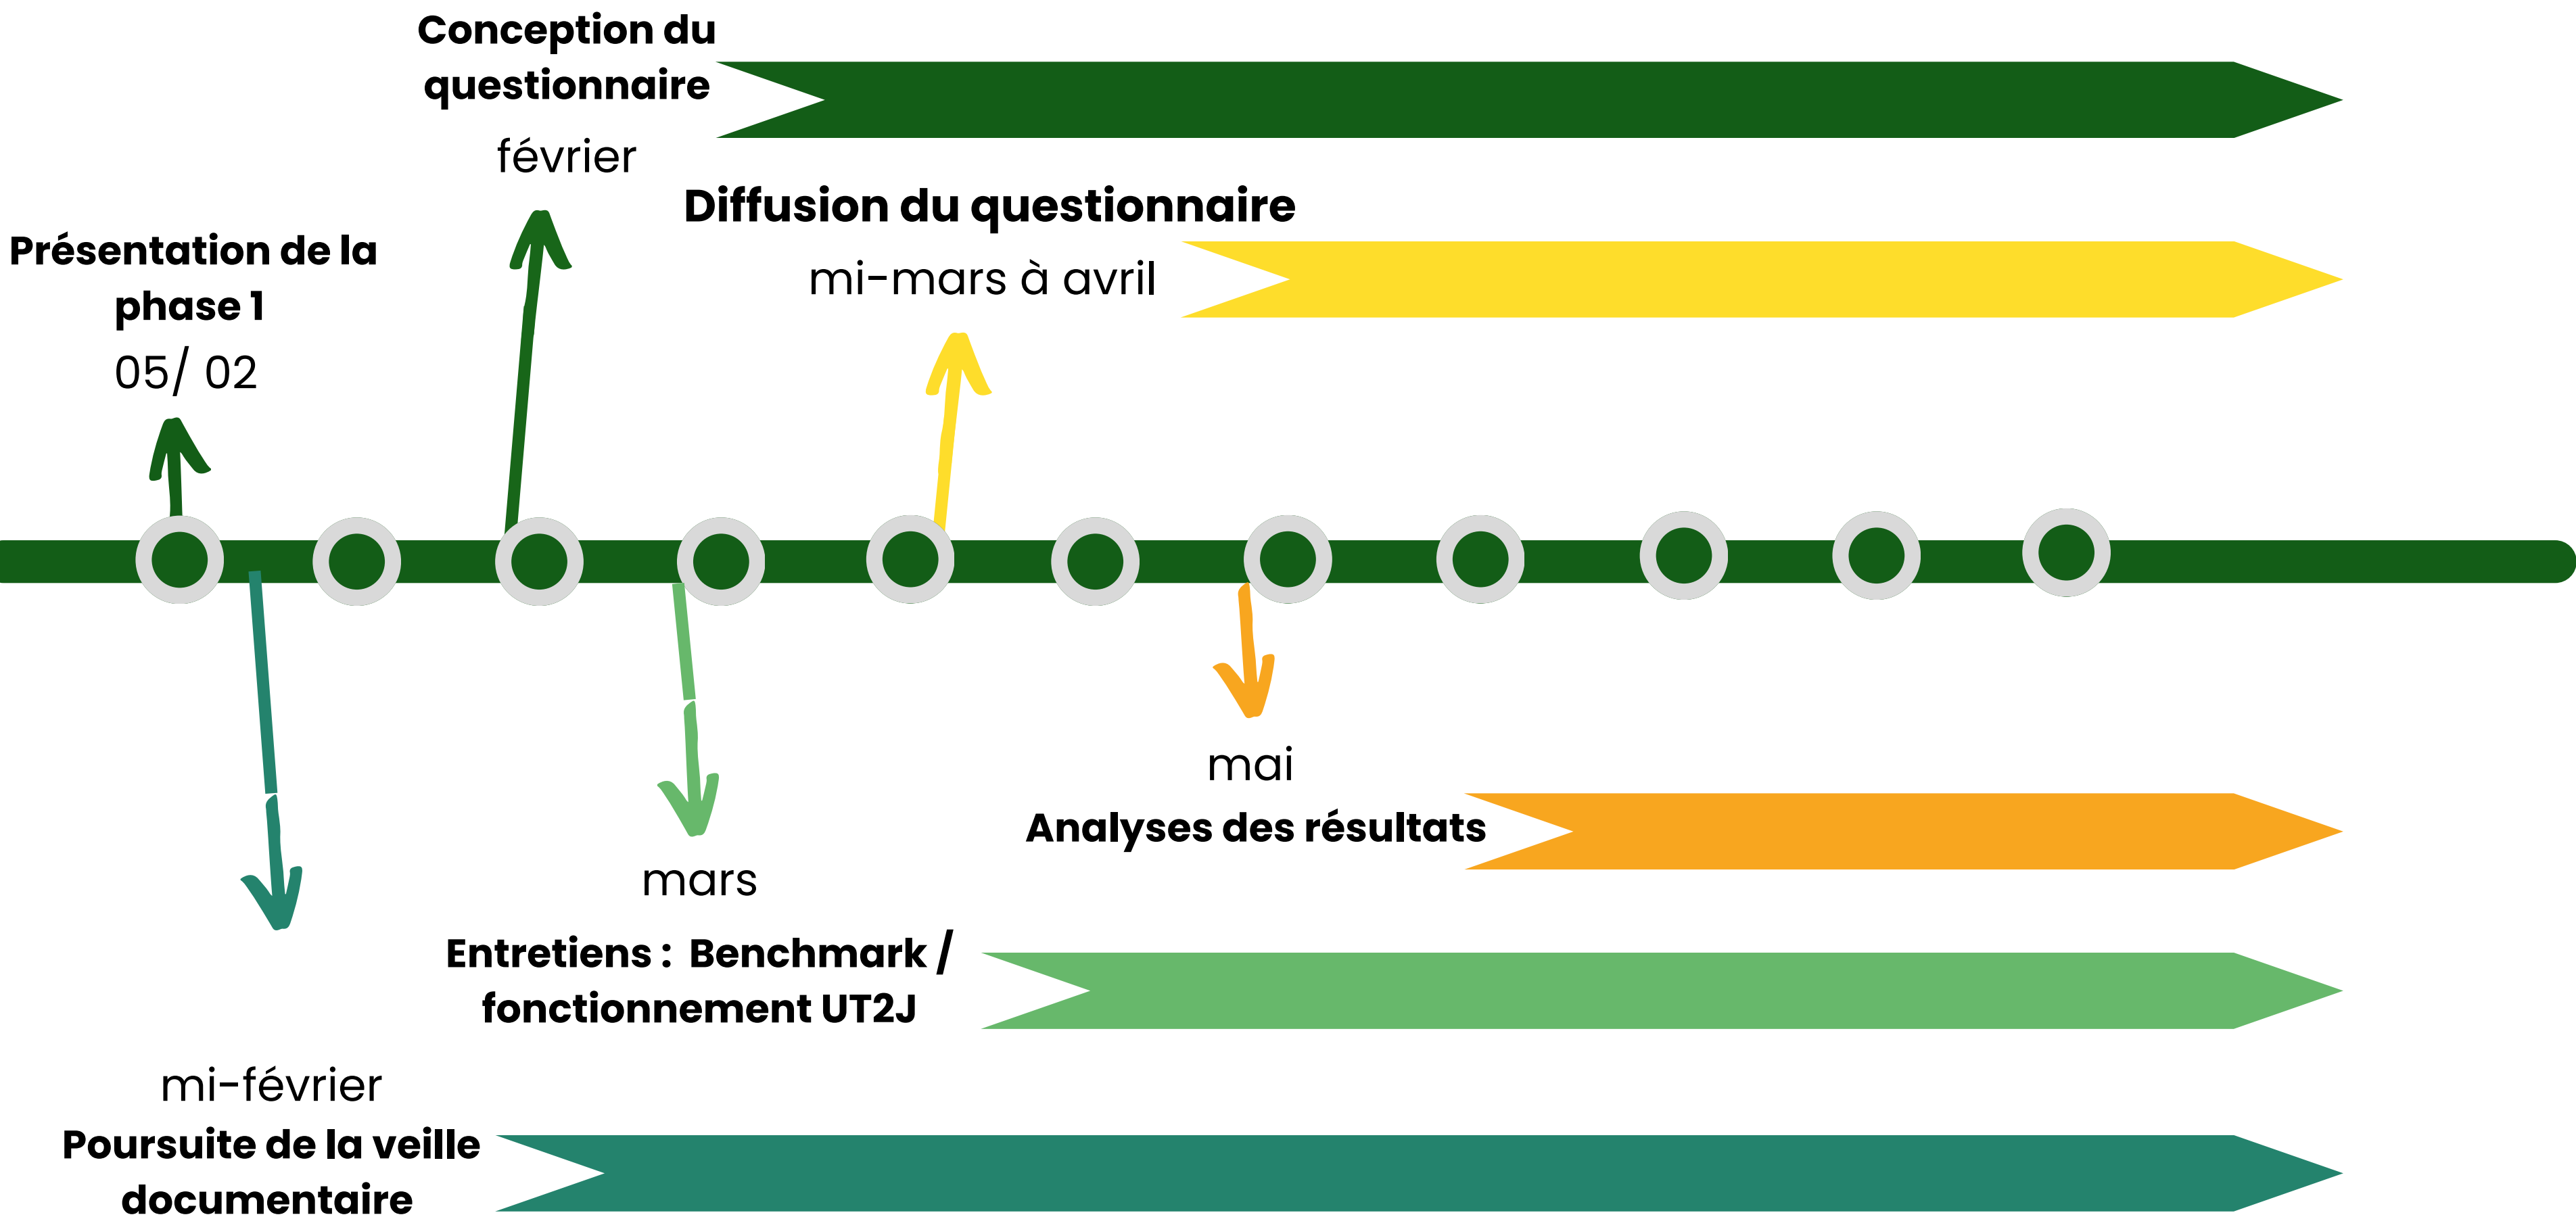 Conception du
questionnaire
février
Diffusion du questionnaire
mi-mars à avril
Présentation de la
phase 1
05/ 02
mai
Analyses des résultats
mars
Entretiens : Benchmark /
fonctionnement UT2J
mi-février
Poursuite de la veille
documentaire